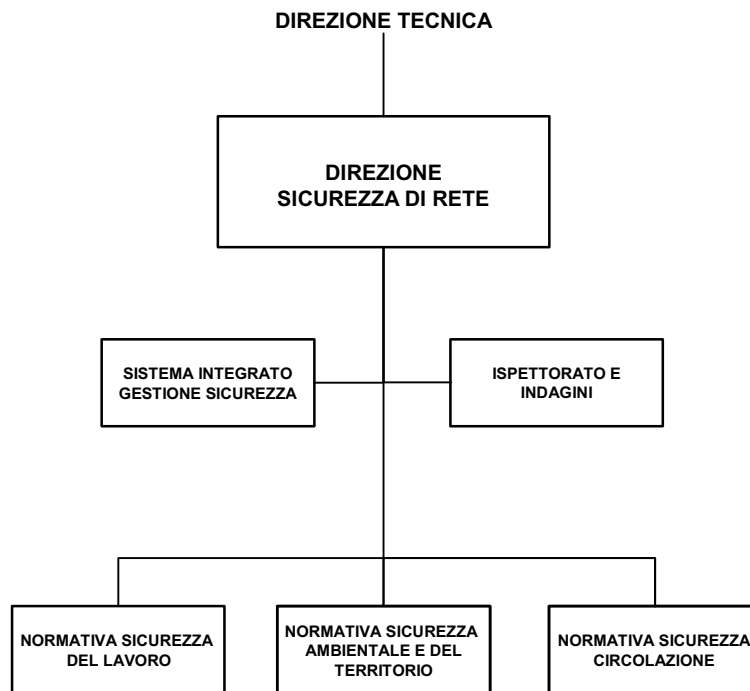 DIREZIONE TECNICA
DIREZIONE
SICUREZZA DI RETE
SISTEMA INTEGRATO
GESTIONE SICUREZZA
ISPETTORATO E
INDAGINI
NORMATIVA SICUREZZA
DEL LAVORO
NORMATIVA SICUREZZA
AMBIENTALE E DEL
TERRITORIO
NORMATIVA SICUREZZA
CIRCOLAZIONE